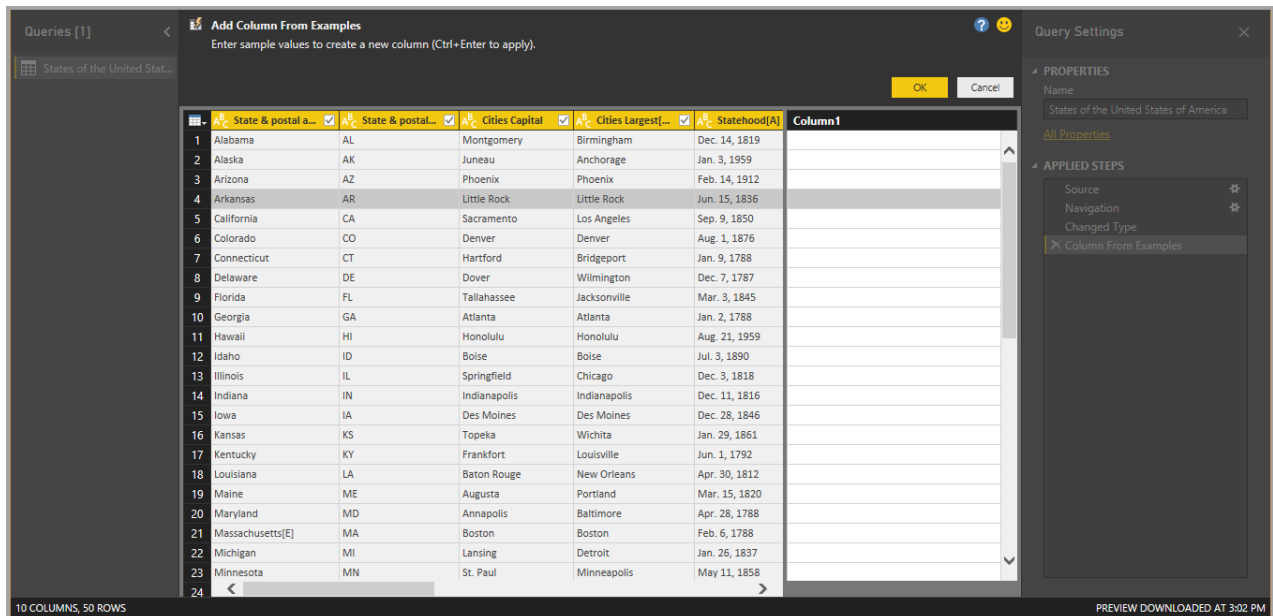 Queries [1]
States of the United Stat...
Add Column From Examples
Enter sample values to create a new column (Ctrl+Enter to apply).
OK Cancel
State & postal a... State & postal... Cities Capital Cities Largest[... Statehood[A] Column1
1 Alabama AL Montgomery Birmingham Dec. 14, 1819
2 Alaska AK Juneau Anchorage Jan. 3, 1959
3 Arizona AZ Phoenix Phoenix Feb. 14, 1912
4 Arkansas AR Little Rock Little Rock Jun. 15, 1836
5 California CA Sacramento Los Angeles Sep. 9, 1850
6 Colorado CO Denver Denver Aug. 1, 1876
7 Connecticut CT Hartford Bridgeport Jan. 9, 1788
8 Delaware DE Dover Wilmington Dec. 7, 1787
9 Florida FL Tallahassee Jacksonville Mar. 3, 1845
10 Georgia GA Atlanta Atlanta Jan. 2, 1788
11 Hawaii HI Honolulu Honolulu Aug. 21, 1959
12 Idaho ID Boise Boise Jul. 3, 1890
13 Illinois IL Springfield Chicago Dec. 3, 1818
14 Indiana IN Indianapolis Indianapolis Dec. 11, 1816
15 Iowa IA Des Moines Des Moines Dec. 28, 1846
16 Kansas KS Topeka Wichita Jan. 29, 1861
17 Kentucky KY Frankfort Louisville Jun. 1, 1792
18 Louisiana LA Baton Rouge New Orleans Apr. 30, 1812
19 Maine ME Augusta Portland Mar. 15, 1820
20 Maryland MD Annapolis Baltimore Apr. 28, 1788
21 Massachusetts[E] MA Boston Boston Feb. 6, 1788
22 Michigan MI Lansing Detroit Jan. 26, 1837
23 Minnesota MN St. Paul Minneapolis May 11, 1858
24
Query Settings
PROPERTIES
Name
States of the United States of America
All Properties
APPLIED STEPS
Source
Navigation
Changed Type
Column From Examples
10 COLUMNS, 50 ROWS
PREVIEW DOWNLOADED AT 3:02 PM